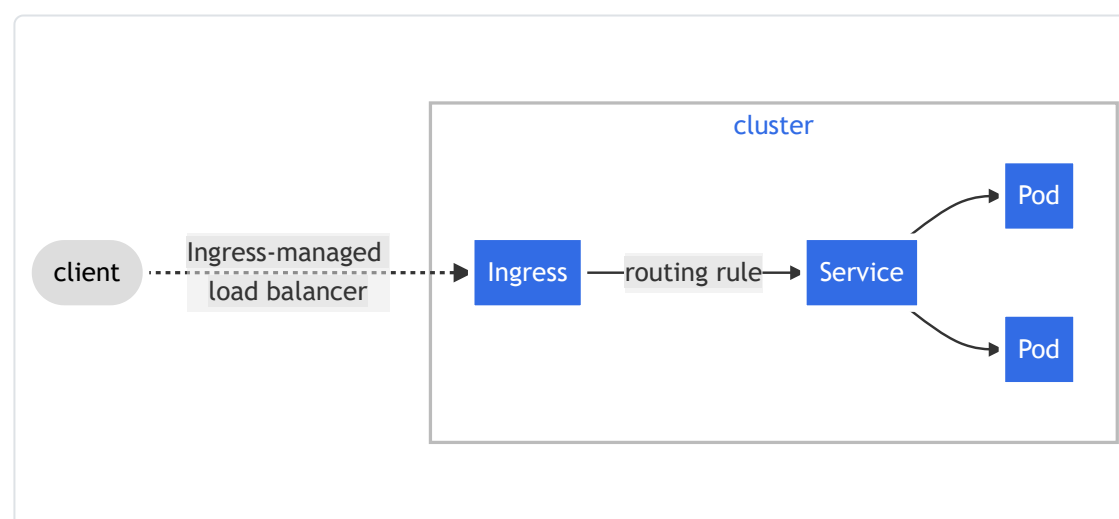 cluster
Pod
client
Ingress-managed
load balancer
Ingress
routing rule
Service
Pod